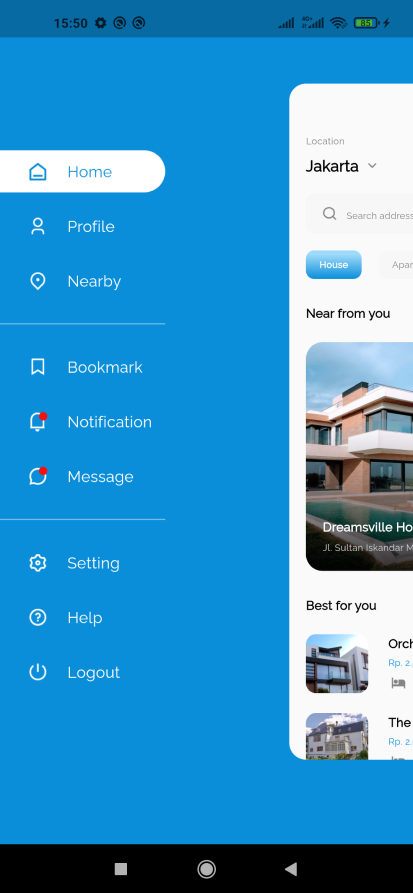 15:50
4G+
85
Home
Profile
Nearby
Bookmark
Notification
Message
Setting
Help
Logout
Location
Jakarta
Search address
House
Apar
Near from you
Dreamsville Ho
Jl. Sultan Iskandar M
Best for you
Orch
Rp. 2.
The
Rp. 2.